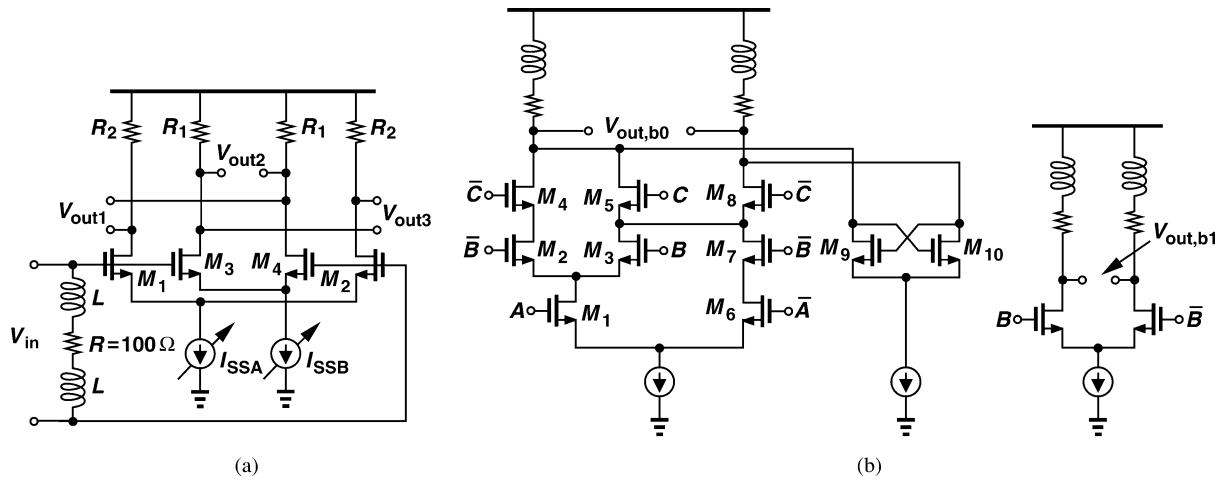 R2 R1 R1 R2
Vout2
Vout1
Vout3
M1 M3 M4 M2
L
Vin
R = 100 Ω
ISSA ISSB
L
(a)
Vout,b0
C̅ M4 M5 C M8 C̅
B̅ M2 M3 B M7 B̅ M9 M10
A M1 M6 A̅
Vout,b1
B B̅
(b)